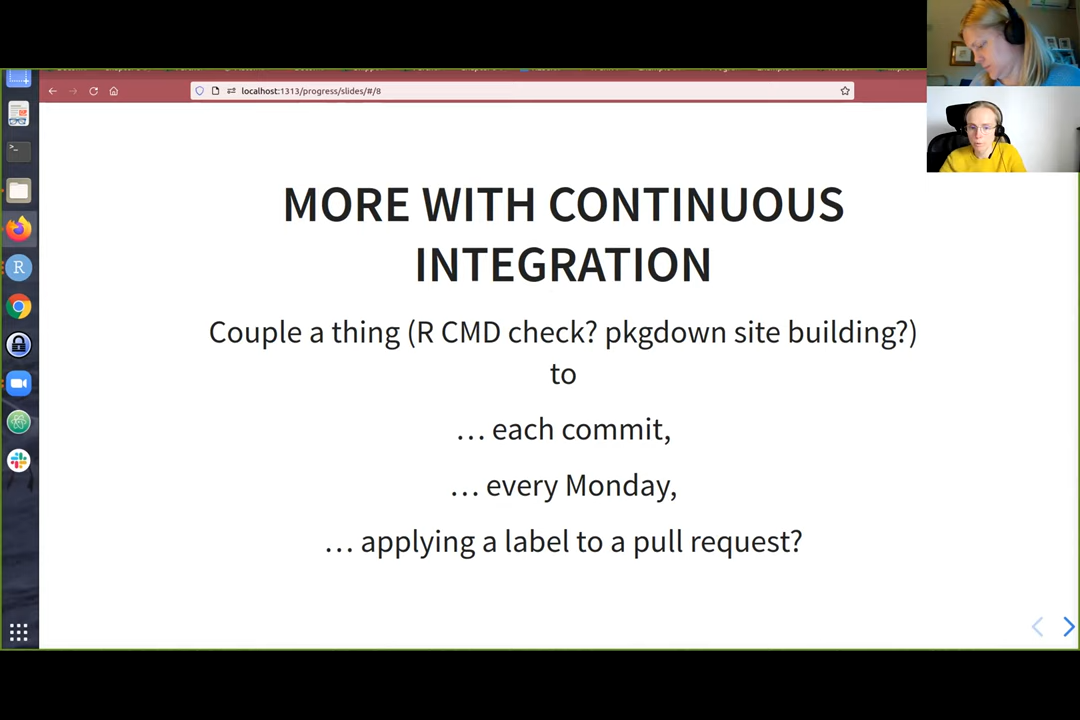 localhost:1313/progress/slides/#/8
MORE WITH CONTINUOUS
INTEGRATION
Couple a thing (R CMD check? pkgdown site building?)
to
… each commit,
… every Monday,
… applying a label to a pull request?
R